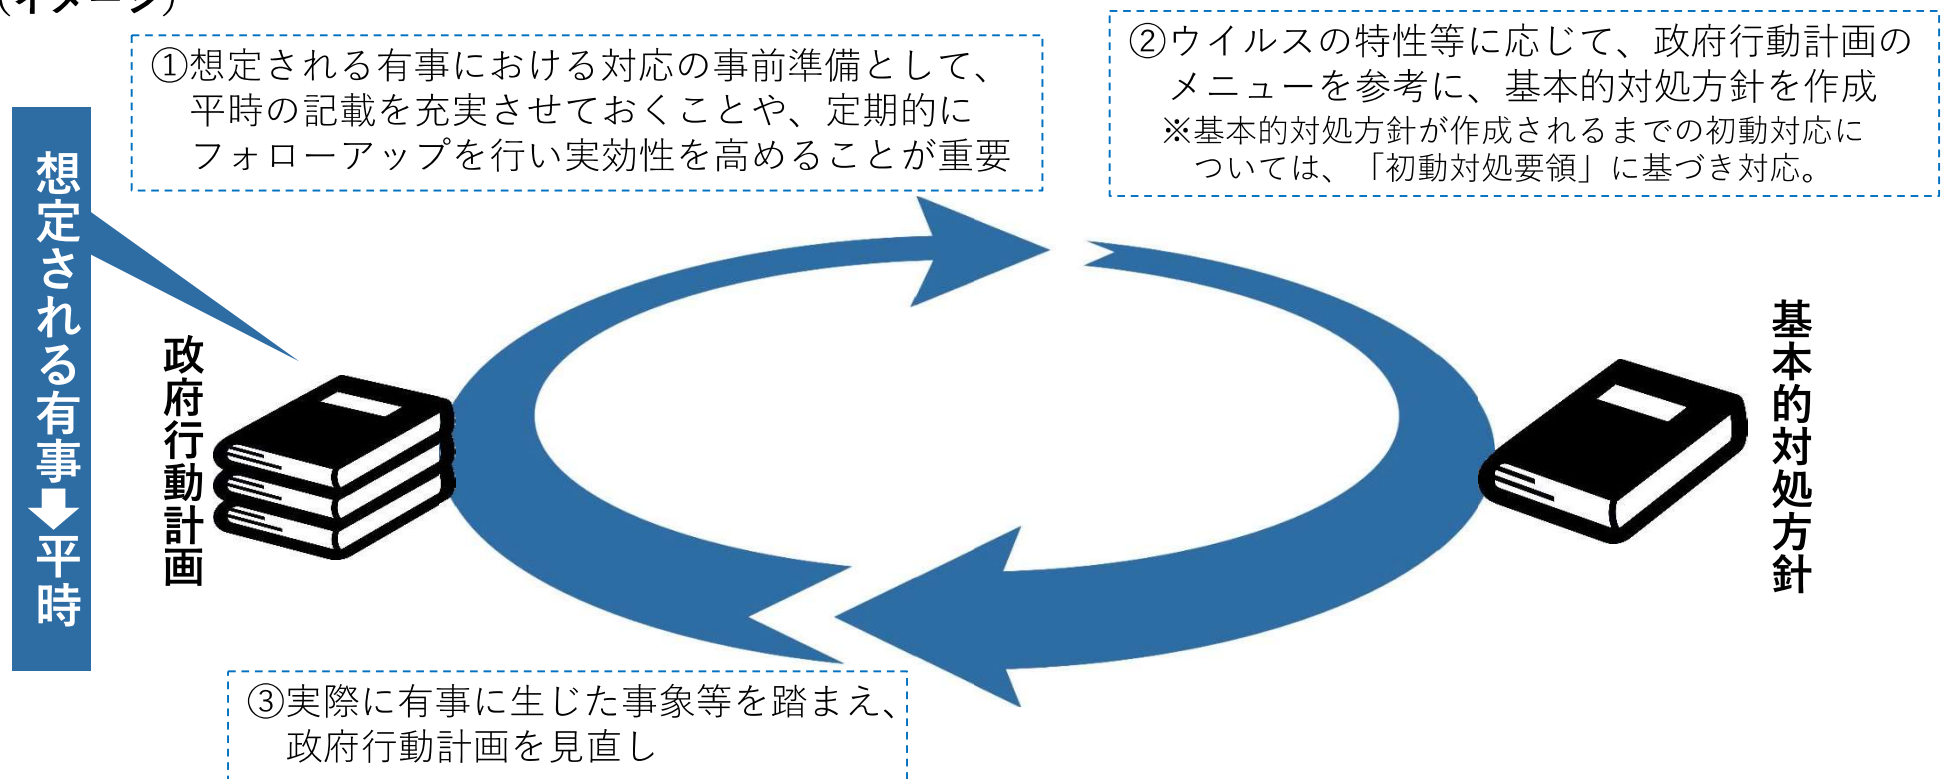 (イメージ)
①想定される有事における対応の事前準備として、
平時の記載を充実させておくことや、定期的に
フォローアップを行い実効性を高めることが重要
②ウイルスの特性等に応じて、政府行動計画の
メニューを参考に、基本的対処方針を作成
※基本的対処方針が作成されるまでの初動対応に
ついては、「初動対処要領」に基づき対応。
想定される有事➡平時
政府行動計画
基本的対処方針
③実際に有事に生じた事象等を踏まえ、
政府行動計画を見直し